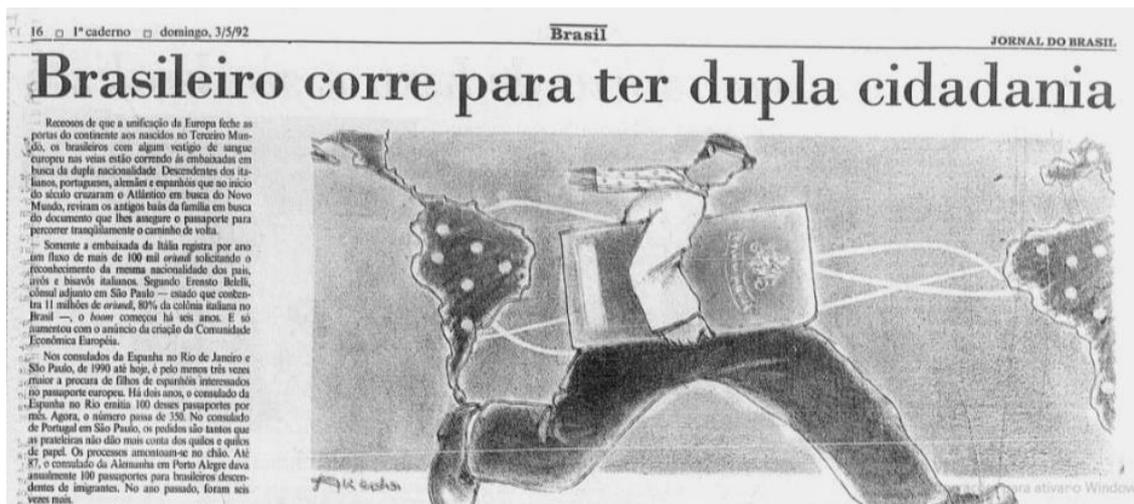 16 □ 1º caderno □ domingo, 3/5/92
Brasil
JORNAL DO BRASIL
Brasileiro corre para ter dupla cidadania
Receosos de que a unificação da Europa feche as
portas do continente aos nascidos no Terceiro Mun-
do, os brasileiros com algum vestígio de sangue
europeu nas veias estão correndo às embaixadas em
busca da dupla nacionalidade Descendentes dos ita-
lianos, portugueses, alemães e espanhóis que no início
do século cruzaram o Atlântico em busca do Novo
Mundo, reviram os antigos baús da família em busca
do documento que lhes assegure o passaporte para
percorrer tranqüilamente o caminho de volta.
Somente a embaixada da Itália registra por ano
um fluxo de mais de 100 mil oriundi solicitando o
reconhecimento da mesma nacionalidade dos pais,
avós e bisavós italianos. Segundo Erensto Belelli,
cônsul adjunto em São Paulo — estado que concen-
tra 11 milhões de oriundi, 80% da colônia italiana no
Brasil —, o boom começou há seis anos. E só
aumentou com o anúncio da criação da Comunidade
Econômica Européia.
Nos consulados da Espanha no Rio de Janeiro e
São Paulo, de 1990 até hoje, é pelo menos três vezes
maior a procura de filhos de espanhóis interessados
no passaporte europeu. Há dois anos, o consulado da
Espanha no Rio emitia 100 desses passaportes por
mês. Agora, o número passa de 350. No consulado
de Portugal em São Paulo, os pedidos são tantos que
as prateleiras não dão mais conta dos quilos e quilos
de papel. Os processos amontoam-se no chão. Até
87, o consulado da Alemanha em Porto Alegre dava
anualmente 100 passaportes para brasileiros descen-
dentes de imigrantes. No ano passado, foram seis
vezes mais.
para ativar o Window